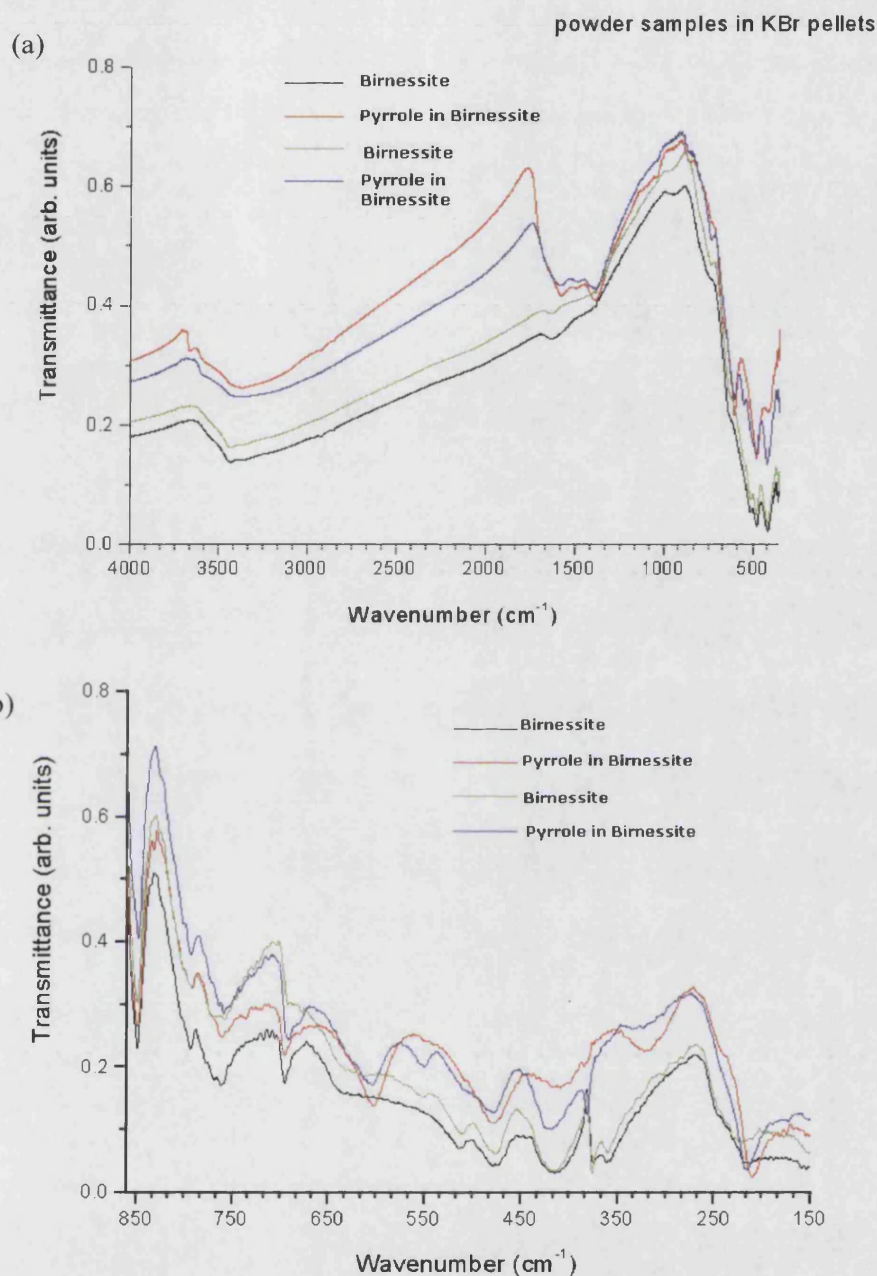 powder samples in KBr pellets
(a)
0.8
0.6
0.4
0.2
0.0
Transmittance (arb. units)
Birnessite
Pyrrole in Birnessite
Birnessite
Pyrrole in
Birnessite
4000 3500 3000 2500 2000 1500 1000 500
Wavenumber (cm⁻¹)
)
0.8
0.6
0.4
0.2
0.0
Transmittance (arb. units)
Birnessite
Pyrrole in Birnessite
Birnessite
Pyrrole in Birnessite
850 750 650 550 450 350 250 150
Wavenumber (cm⁻¹)